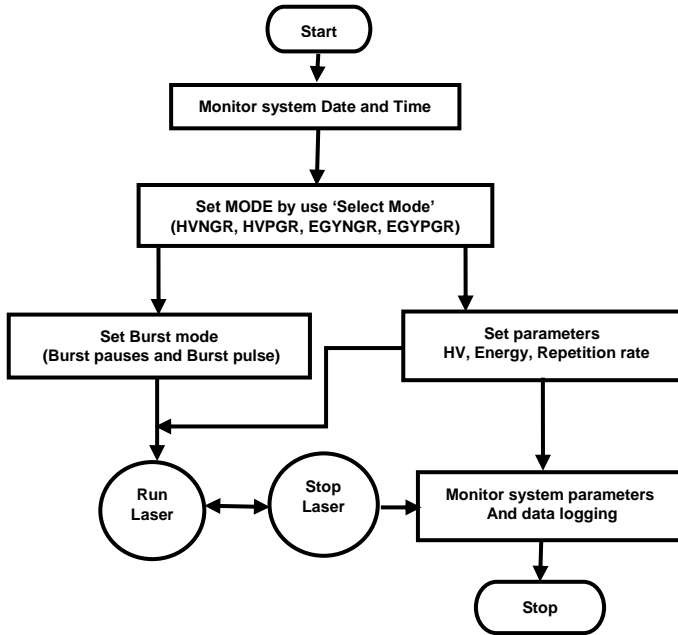 Start
Monitor system Date and Time
Set MODE by use ‘Select Mode’
(HVNGR, HVPGR, EGYNGR, EGYPGR)
Set Burst mode
(Burst pauses and Burst pulse)
Set parameters
HV, Energy, Repetition rate
Run
Laser
Stop
Laser
Monitor system parameters
And data logging
Stop